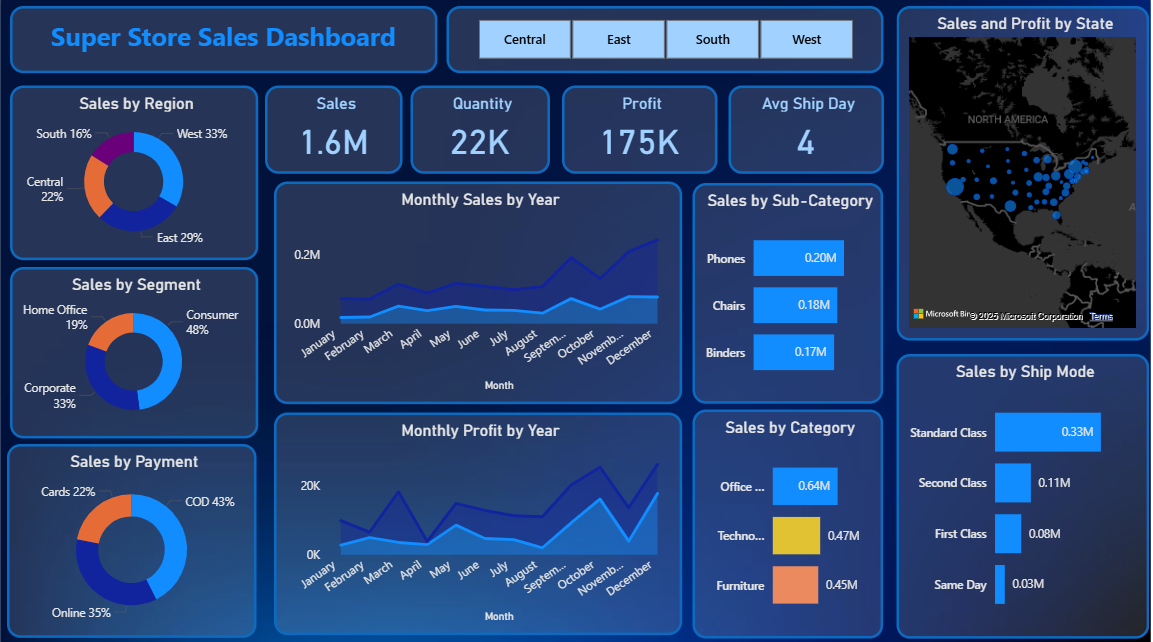 Super Store Sales Dashboard
Central
East
South
West
Sales and Profit by State
NORTH AMERICA
A
Microsoft Bin
© 2025 Microsoft Corporation
Terms
Sales by Region
South 16%
West 33%
Central
22%
East 29%
Sales
1.6M
Quantity
22K
Profit
175K
Avg Ship Day
4
Monthly Sales by Year
0.2M
0.0M
January
February
March
April
May
June
July
August
Septem...
October
Novemb...
December
Month
Sales by Sub-Category
Phones
0.20M
Chairs
0.18M
Binders
0.17M
Sales by Segment
Home Office
19%
Consumer
48%
Corporate
33%
Sales by Ship Mode
Standard Class
0.33M
Second Class
0.11M
First Class
0.08M
Same Day
0.03M
Monthly Profit by Year
20K
0K
January
February
March
April
May
June
July
August
Septem...
October
Novemb...
December
Month
Sales by Category
Office ...
0.64M
Techno...
0.47M
Furniture
0.45M
Sales by Payment
Cards 22%
COD 43%
Online 35%